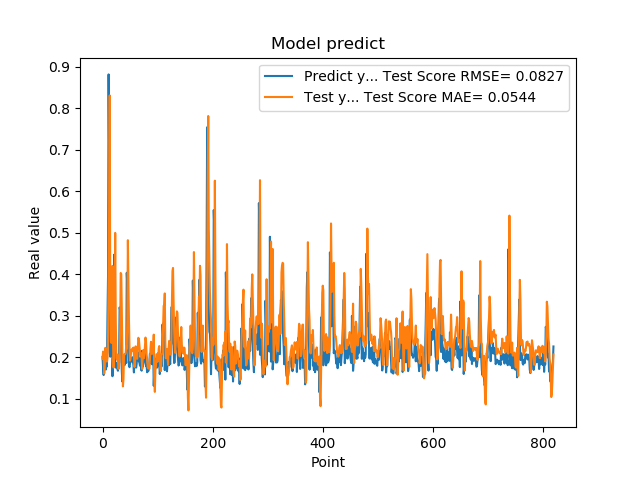 Model predict
Predict y... Test Score RMSE= 0.0827
Test y... Test Score MAE= 0.0544
0.9
0.8
0.7
0.6
0.5
0.4
0.3
0.2
0.1
Real value
0 200 400 600 800
Point